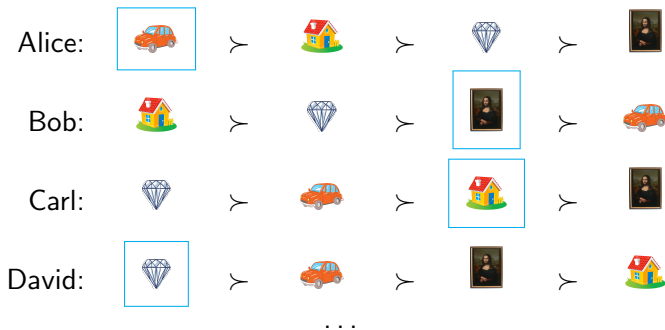 Alice: ≻ ≻ ≻
Bob: ≻ ≻ ≻
Carl: ≻ ≻ ≻
David: ≻ ≻ ≻
...